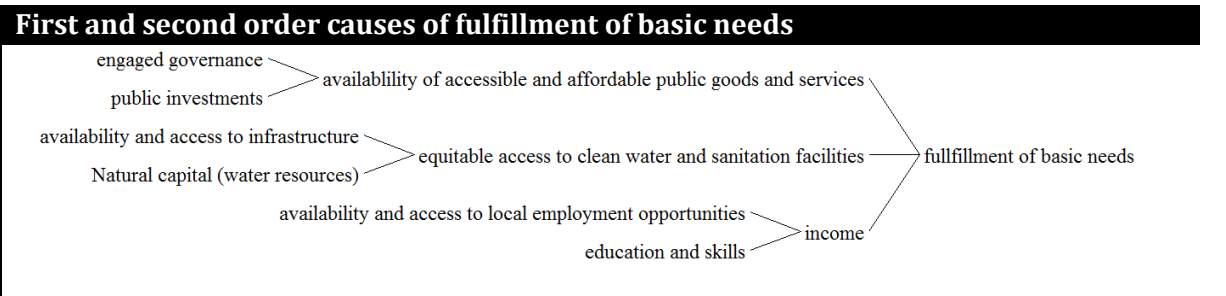 First and second order causes of fulfillment of basic needs
engaged governance
availablility of accessible and affordable public goods and services
public investments
availability and access to infrastructure
equitable access to clean water and sanitation facilities
fullfillment of basic needs
Natural capital (water resources)
availability and access to local employment opportunities
income
education and skills